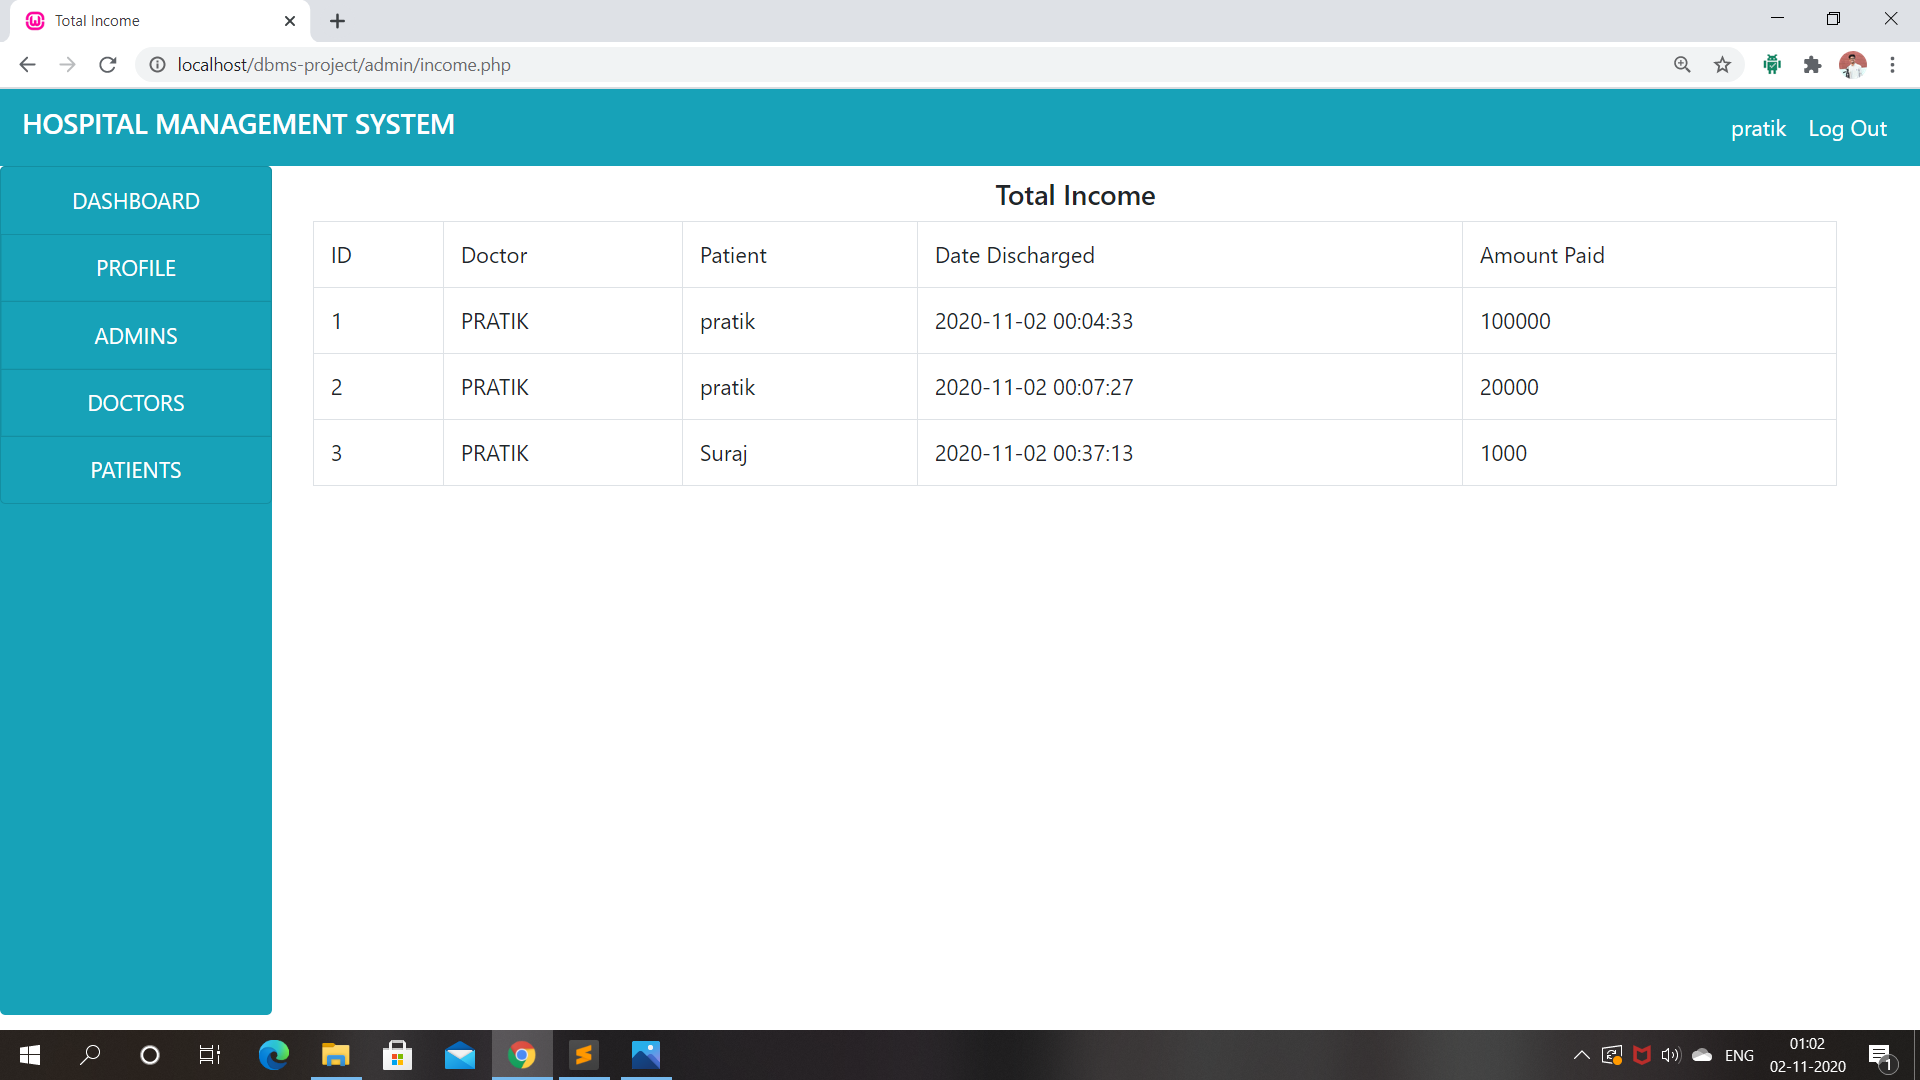 Total Income
localhost/dbms-project/admin/income.php
HOSPITAL MANAGEMENT SYSTEM
pratik Log Out
DASHBOARD
PROFILE
ADMINS
DOCTORS
PATIENTS
Total Income
ID Doctor Patient Date Discharged Amount Paid
1 PRATIK pratik 2020-11-02 00:04:33 100000
2 PRATIK pratik 2020-11-02 00:07:27 20000
3 PRATIK Suraj 2020-11-02 00:37:13 1000
ENG
01:02
02-11-2020
1